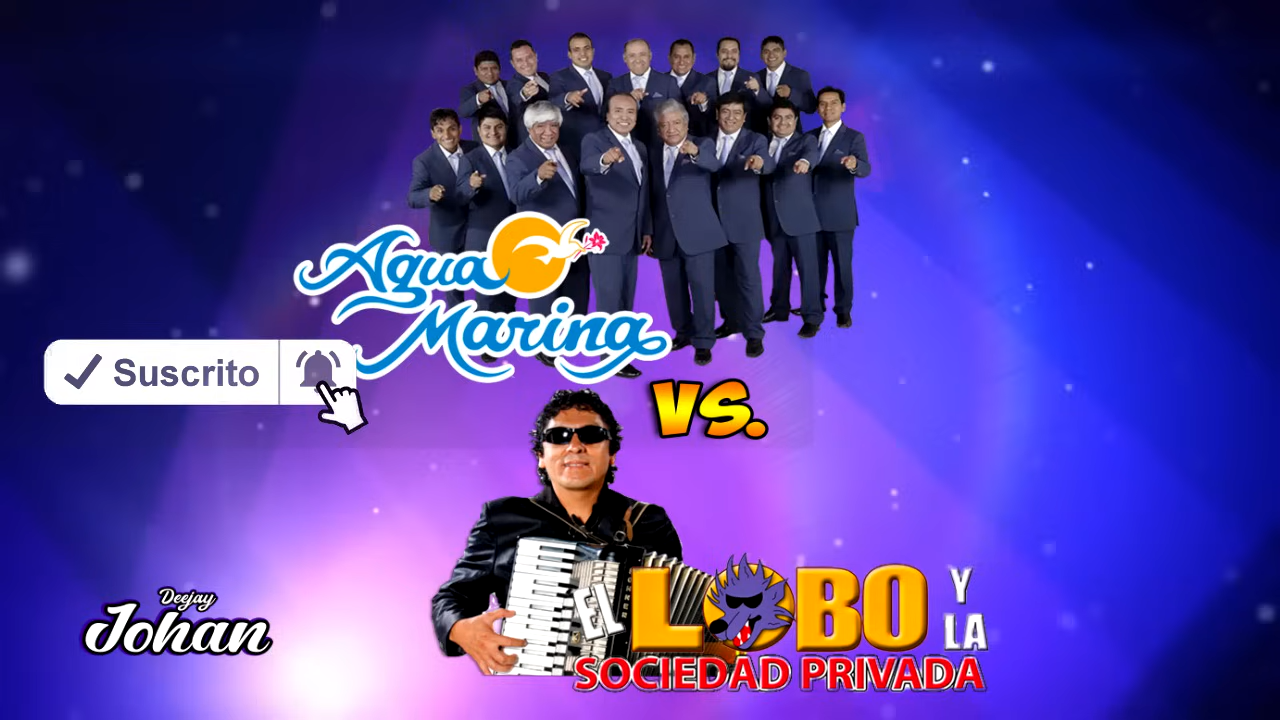 Agua
Marina
Suscrito
vs.
Deejay
Johan
EL LOBO Y
LA
SOCIEDAD PRIVADA